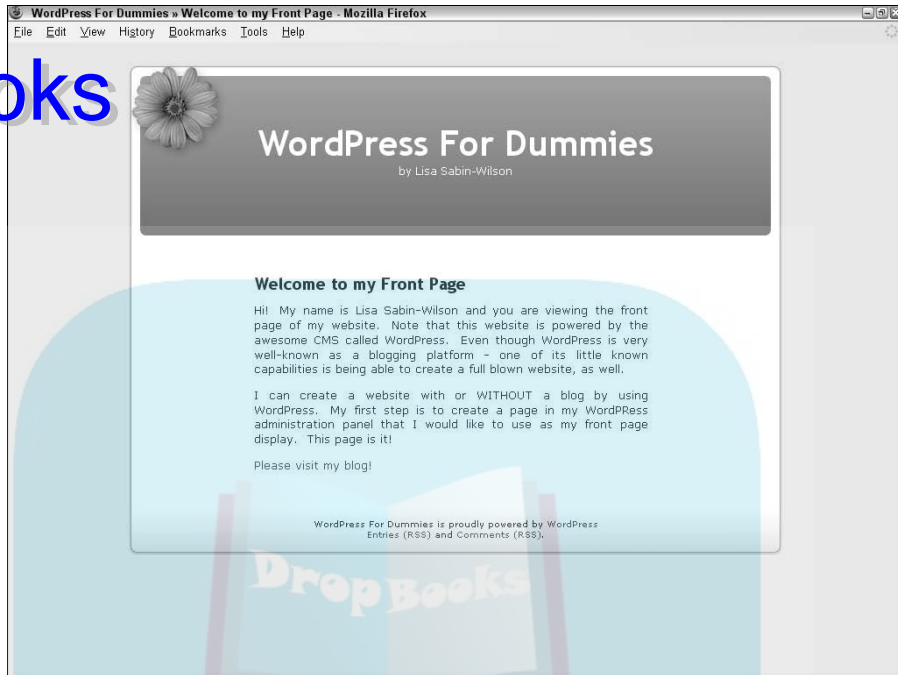 WordPress For Dummies » Welcome to my Front Page - Mozilla Firefox
File Edit View History Bookmarks Tools Help
oks
WordPress For Dummies
by Lisa Sabin-Wilson
Welcome to my Front Page
Hi! My name is Lisa Sabin-Wilson and you are viewing the front
page of my website. Note that this website is powered by the
awesome CMS called WordPress. Even though WordPress is very
well-known as a blogging platform - one of its little known
capabilities is being able to create a full blown website, as well.
I can create a website with or WITHOUT a blog by using
WordPress. My first step is to create a page in my WordPRess
administration panel that I would like to use as my front page
display. This page is it!
Please visit my blog!
WordPress For Dummies is proudly powered by WordPress
Entries (RSS) and Comments (RSS).
DropBooks